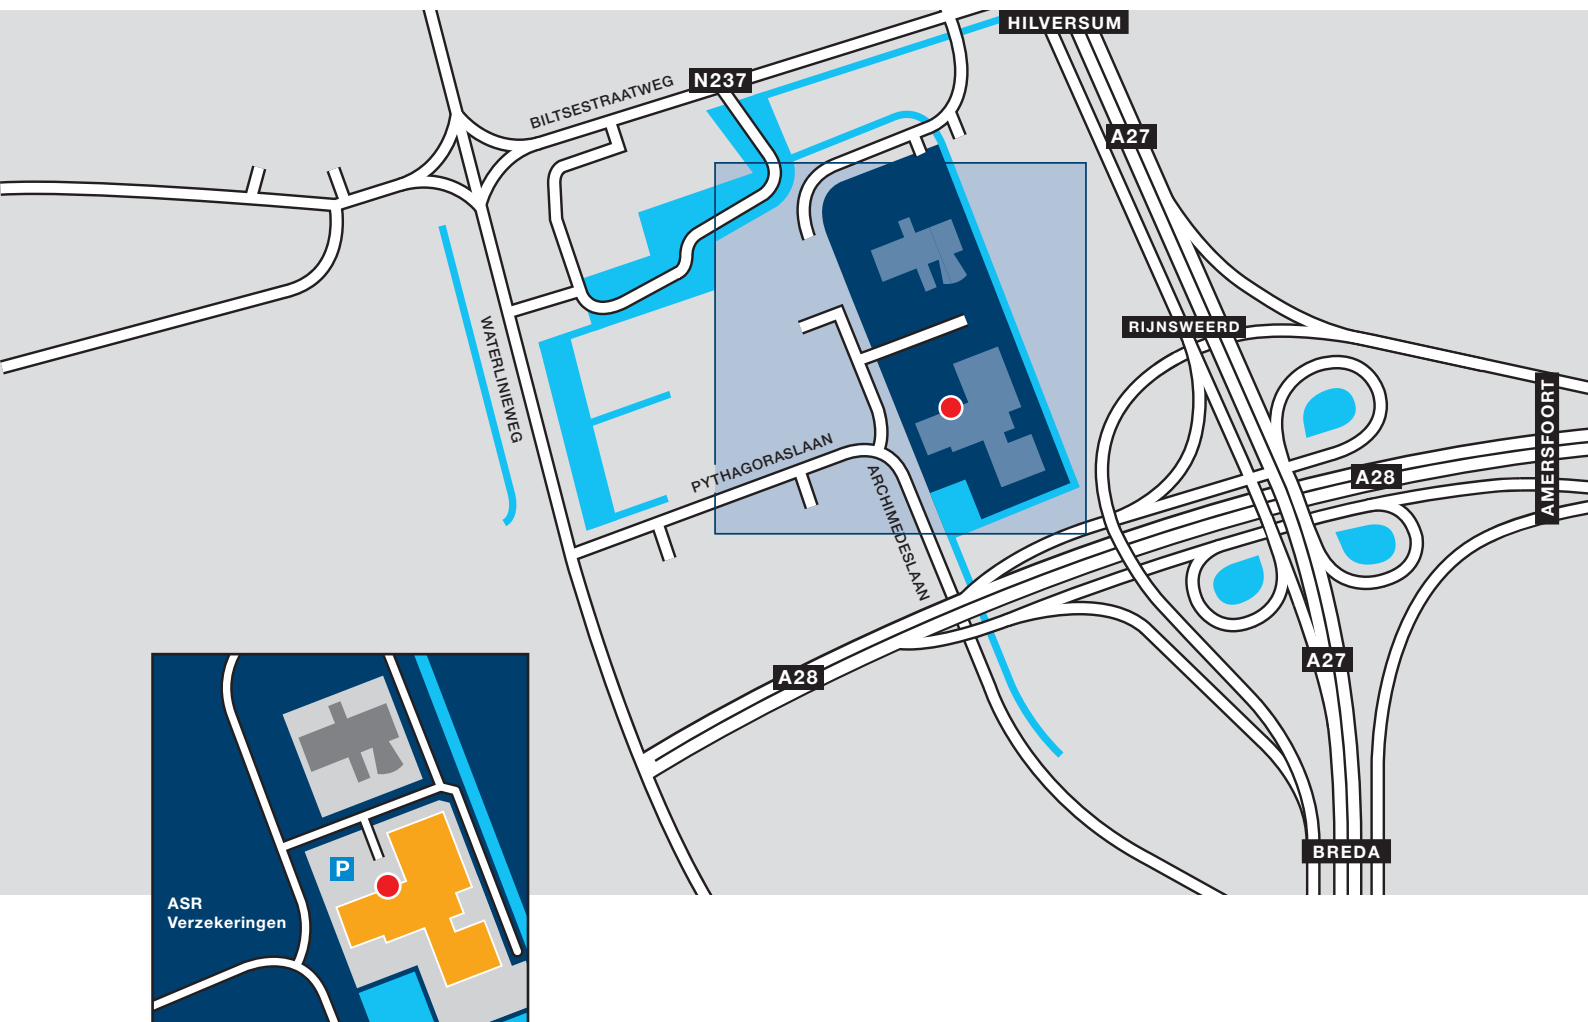 HILVERSUM
N237
BILTSESTRAATWEG
A27
WATERLINIEWEG
RIJNSWEERD
AMERSFOORT
PYTHAGORASLAAN
A28
ARCHIMEDESLAAN
A27
A28
BREDA
P
ASR
Verzekeringen